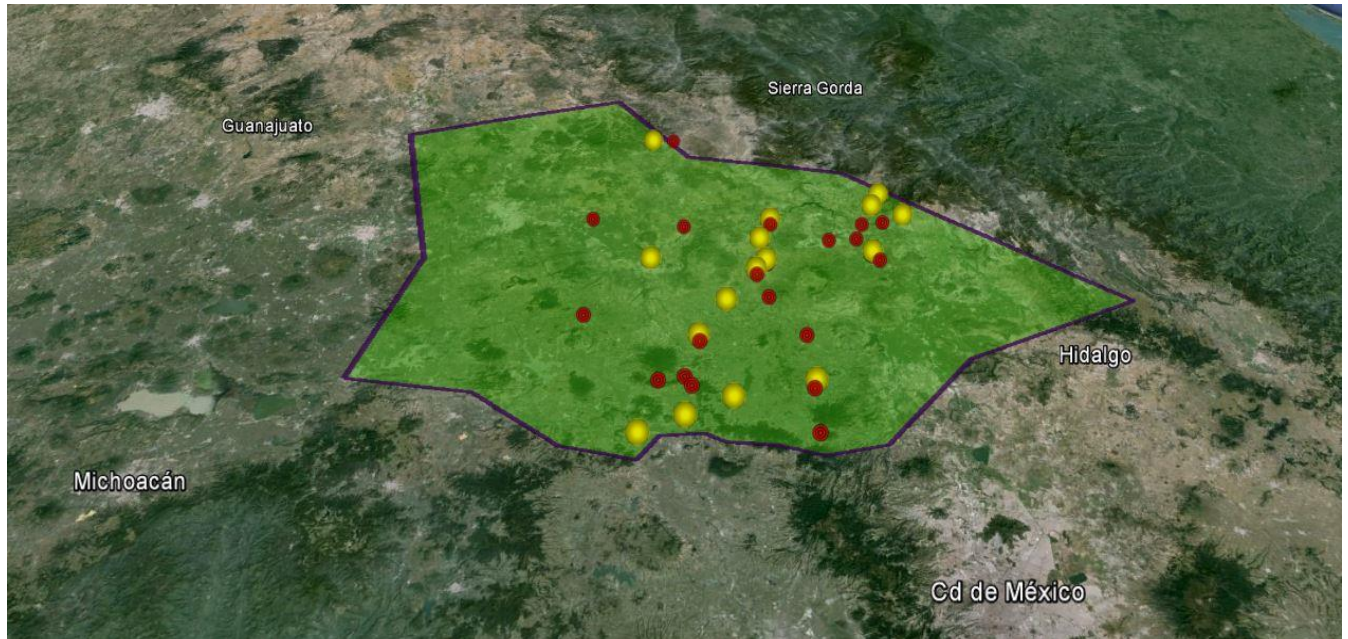 Sierra Gorda
Guanajuato
Hidalgo
Michoacán
Cd de México